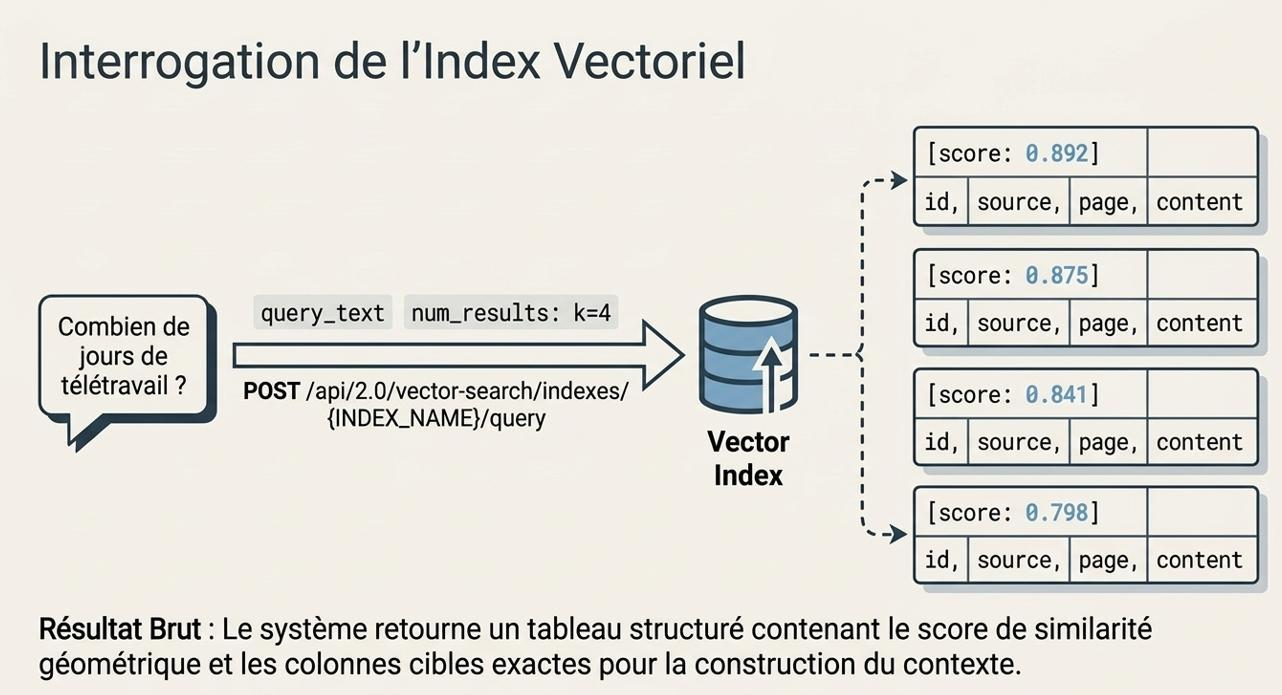 Interrogation de l’Index Vectoriel
Combien de
jours de
télétravail ?
query_text num_results: k=4
POST /api/2.0/vector-search/indexes/
{INDEX_NAME}/query
Vector
Index
[score: 0.892]
id, source, page, content
[score: 0.875]
id, source, page, content
[score: 0.841]
id, source, page, content
[score: 0.798]
id, source, page, content
Résultat Brut : Le système retourne un tableau structuré contenant le score de similarité
géométrique et les colonnes cibles exactes pour la construction du contexte.